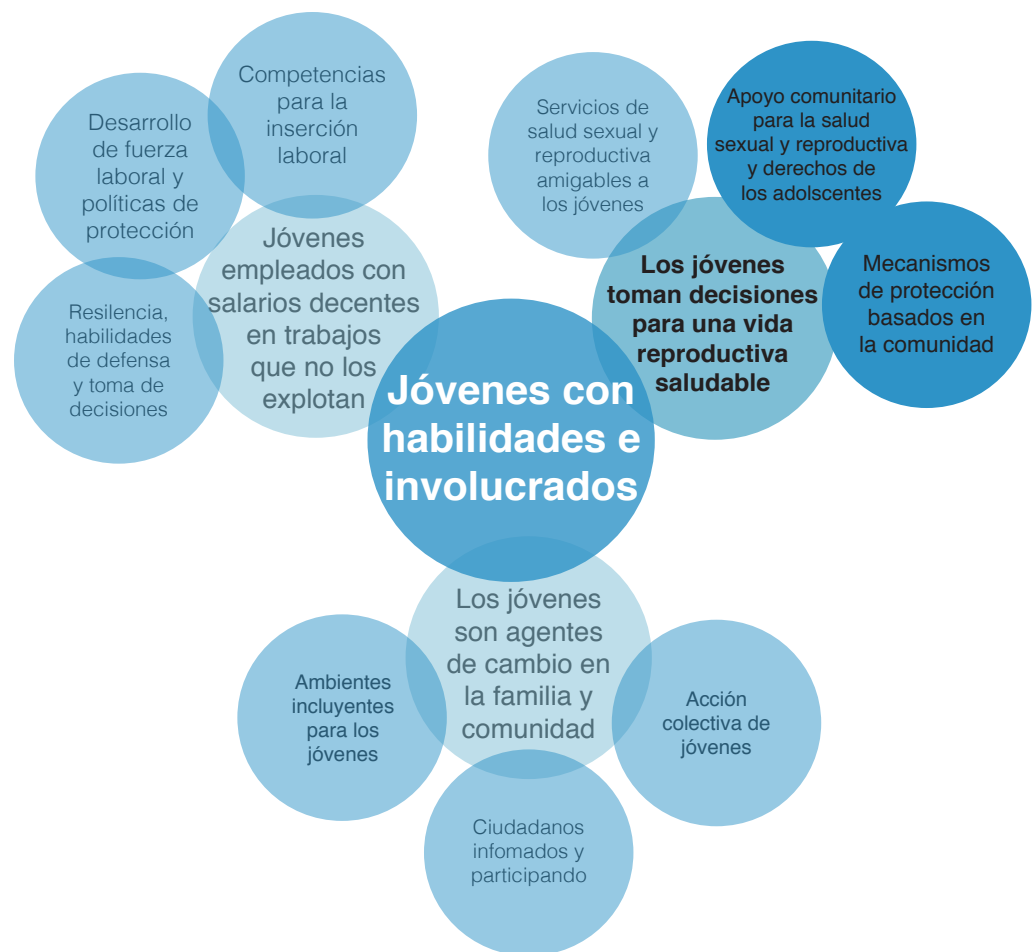 Competencias
para la
inserción
laboral
Desarrollo
de fuerza
laboral y
políticas de
protección
Resilencia,
habilidades
de defensa
y toma de
decisiones
Jóvenes
empleados con
salarios decentes
en trabajos
que no los
explotan
Servicios de
salud sexual y
reproductiva
amigables a
los jóvenes
Apoyo comunitario
para la salud
sexual y reproductiva
y derechos de
los adolscentes
Mecanismos
de protección
basados en
la comunidad
Los jóvenes
toman decisiones
para una vida
reproductiva
saludable
Jóvenes con
habilidades e
involucrados
Los jóvenes
son agentes
de cambio en
la familia y
comunidad
Ambientes
incluyentes
para los
jóvenes
Acción
colectiva de
jóvenes
Ciudadanos
infomados y
participando